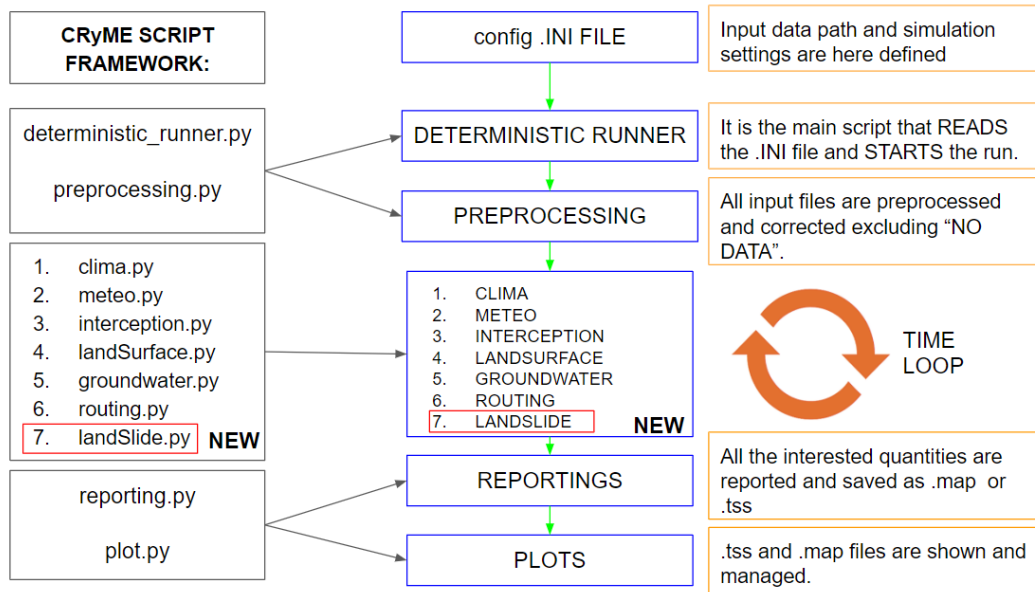 CRyME SCRIPT
FRAMEWORK:
config .INI FILE
Input data path and simulation
settings are here defined
deterministic_runner.py
preprocessing.py
DETERMINISTIC RUNNER
It is the main script that READS
the .INI file and STARTS the run.
PREPROCESSING
All input files are preprocessed
and corrected excluding “NO
DATA”.
1. clima.py
2. meteo.py
3. interception.py
4. landSurface.py
5. groundwater.py
6. routing.py
7. landSlide.py NEW
1. CLIMA
2. METEO
3. INTERCEPTION
4. LANDSURFACE
5. GROUNDWATER
6. ROUTING
7. LANDSLIDE NEW
TIME
LOOP
reporting.py
plot.py
REPORTINGS
All the interested quantities are
reported and saved as .map or
.tss
PLOTS
.tss and .map files are shown and
managed.